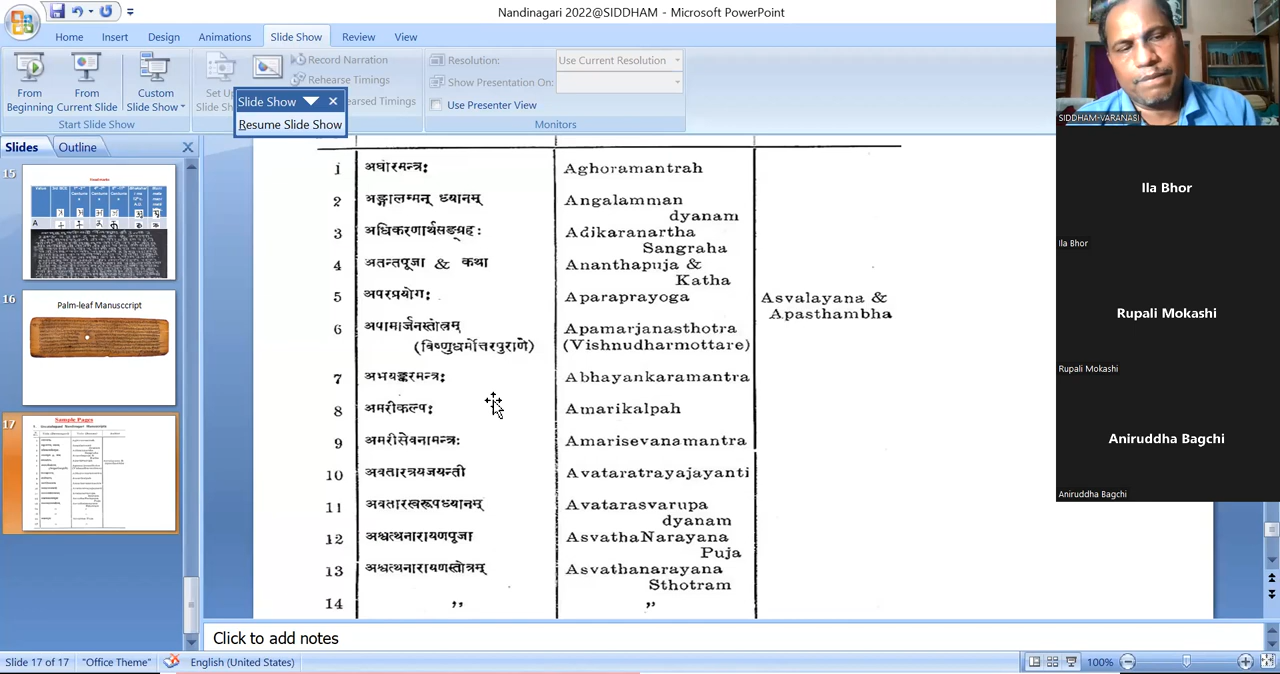 Nandinagari 2022@SIDDHAM - Microsoft PowerPoint
Home Insert Design Animations Slide Show Review View
From Beginning
From Current Slide
Custom Slide Show
Set Up
Record Narration
Rehearse Timings
Timings
Start Slide Show
Resolution: Use Current Resolution
Show Presentation On:
Use Presenter View
Monitors
Slide Show
Resume Slide Show
Slides Outline
15
16
Palm-leaf Manusccript
17
Sample Pages
1 अघोरमन्त्रः Aghoramantrah
2 अङ्गालम्मन् ध्यानम् Angalamman
dyanam
3 अधिकरणार्थसङ्ग्रहः Adikaranartha
Sangraha
4 अतन्तपूजा & कथा Ananthapuja &
Katha
5 अपरप्रयोगः Aparaprayoga Asvalayana &
Apasthambha
6 अपामार्जनस्तोत्रम् Apamarjanasthotra
(विष्णुधर्मोत्तरपुराणे) (Vishnudharmottare)
7 अभयङ्करमन्त्रः Abhayankaramantra
8 अमरीकल्पः Amarikalpah
9 अमरीसेवनामन्त्रः Amarisevanamantra
10 अवतारत्रयजयन्ती Avataratrayajayanti
11 अवतारस्वरूपध्यानम् Avatarasvarupa
dyanam
12 अश्वत्थनारायणपूजा AsvathaNarayana
Puja
13 अश्वत्थनारायणस्तोत्रम् Asvathanarayana
Sthotram
14 ,, ,,
Click to add notes
Slide 17 of 17 "Office Theme" English (United States) 100%
SIDDHAM-VARANASI
Ila Bhor
Ila Bhor
Rupali Mokashi
Rupali Mokashi
Aniruddha Bagchi
Aniruddha Bagchi